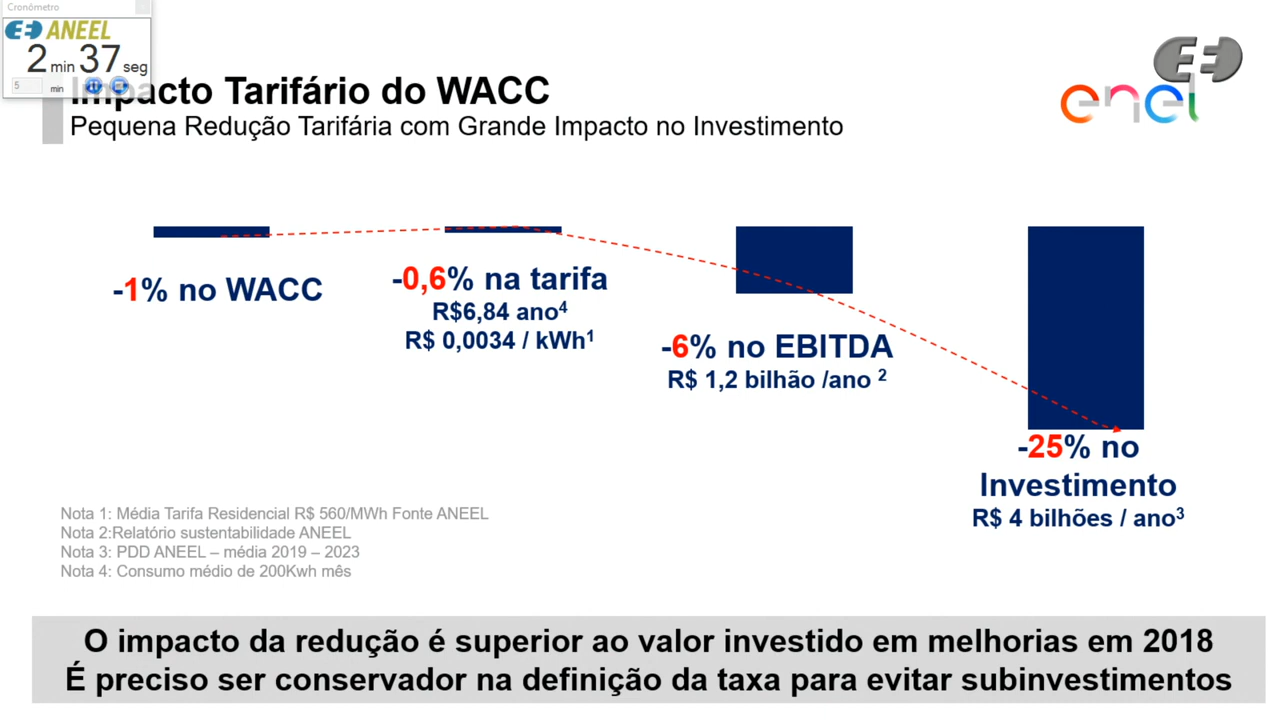 Cronómetro
ANEEL
2 min 37 seg
5 min
Impacto Tarifário do WACC
Pequena Redução Tarifária com Grande Impacto no Investimento
enel
-1% no WACC
-0,6% na tarifa
R$6,84 ano⁴
R$ 0,0034 / kWh¹
-6% no EBITDA
R$ 1,2 bilhão /ano ²
-25% no
Investimento
R$ 4 bilhões / ano³
Nota 1: Média Tarifa Residencial R$ 560/MWh Fonte ANEEL
Nota 2:Relatório sustentabilidade ANEEL
Nota 3: PDD ANEEL – média 2019 – 2023
Nota 4: Consumo médio de 200Kwh mês
O impacto da redução é superior ao valor investido em melhorias em 2018
É preciso ser conservador na definição da taxa para evitar subinvestimentos